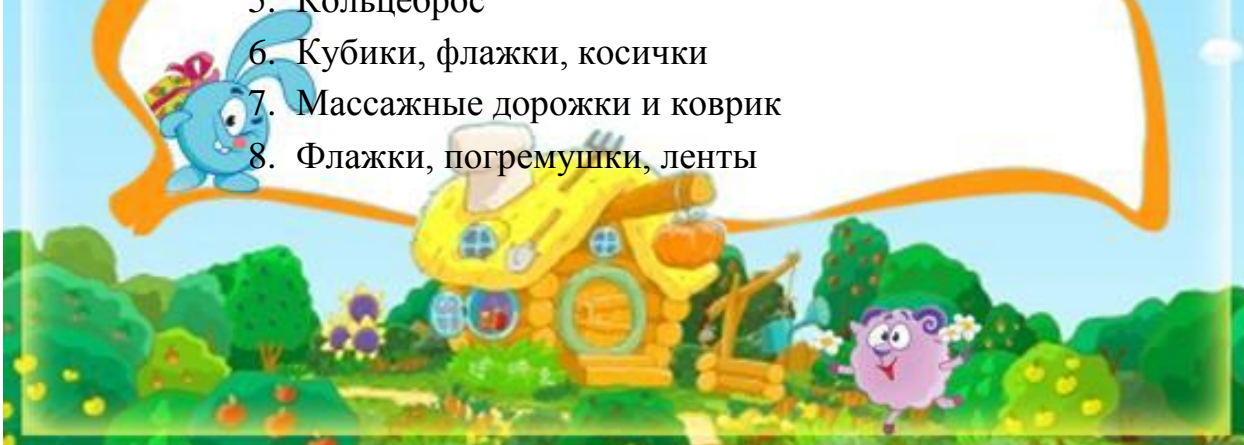 5. Кольцеброс
6. Кубики, флажки, косички
7. Массажные дорожки и коврик
8. Флажки, погремушки, ленты